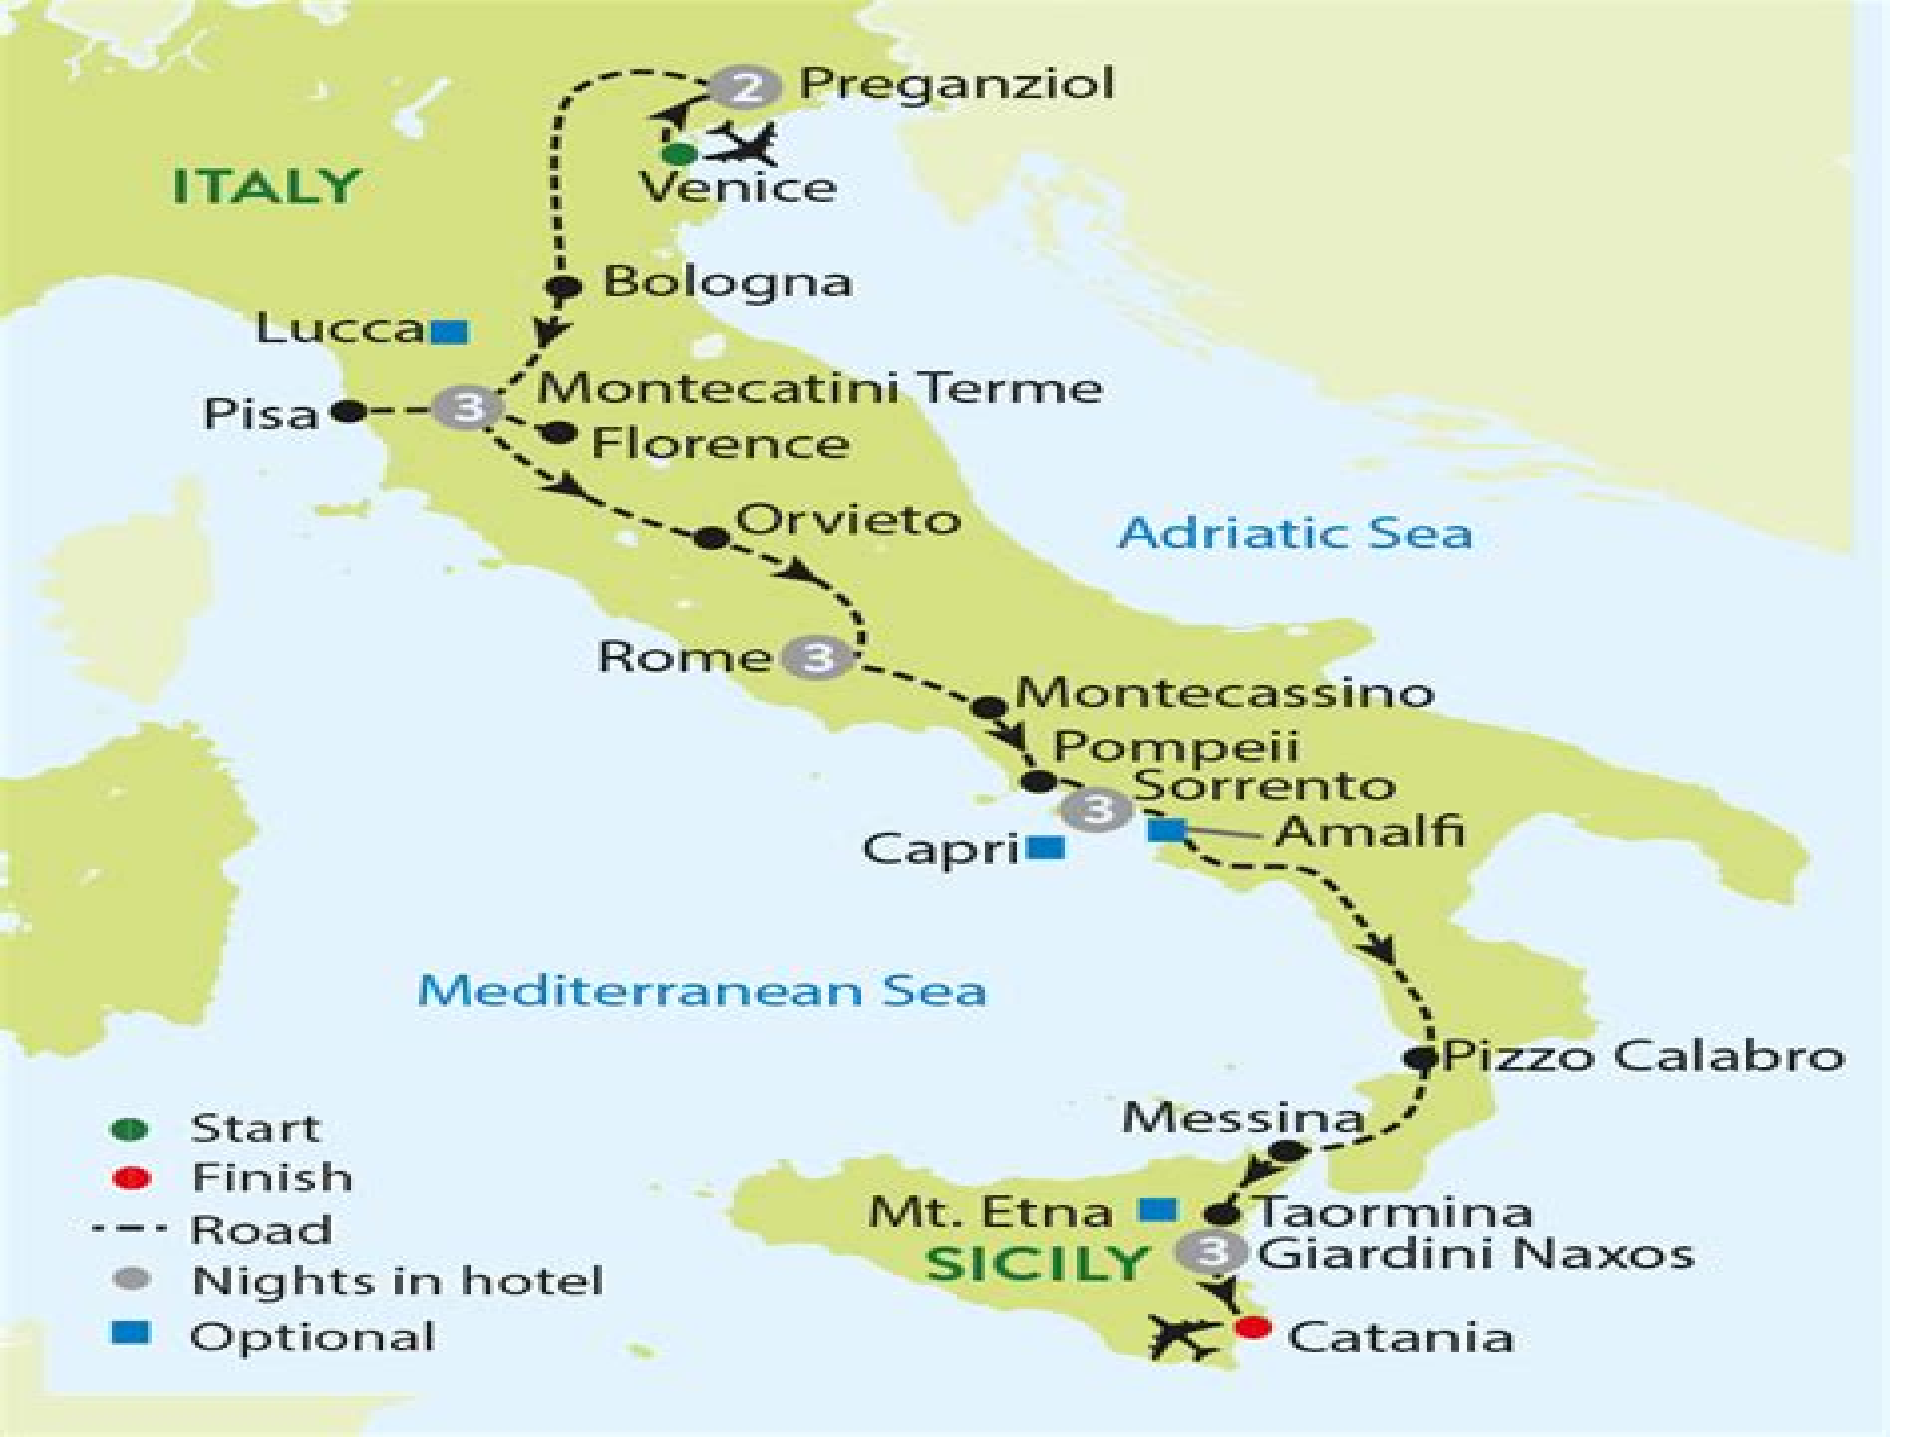 2 Preganziol
Venice
ITALY
Bologna
Lucca
Montecatini Terme
Pisa 3
Florence
Orvieto
Adriatic Sea
Rome 3
Montecassino
Pompeii
Sorrento
3
Amalfi
Capri
Mediterranean Sea
Pizzo Calabro
Messina
Mt. Etna Taormina
SICILY 3 Giardini Naxos
Catania
Start
Finish
Road
Nights in hotel
Optional